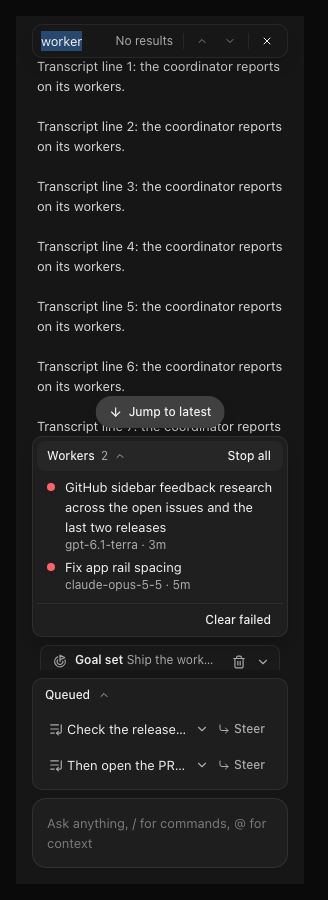 worker No results
Transcript line 1: the coordinator reports
on its workers.
Transcript line 2: the coordinator reports
on its workers.
Transcript line 3: the coordinator reports
on its workers.
Transcript line 4: the coordinator reports
on its workers.
Transcript line 5: the coordinator reports
on its workers.
Transcript line 6: the coordinator reports
on its workers.
Jump to latest
Transcript line 7: the coordinator reports
Workers 2 Stop all
GitHub sidebar feedback research
across the open issues and the
last two releases
gpt-6.1-terra · 3m
Fix app rail spacing
claude-opus-5-5 · 5m
Clear failed
Goal set Ship the work...
Queued
Check the release... Steer
Then open the PR... Steer
Ask anything, / for commands, @ for
context